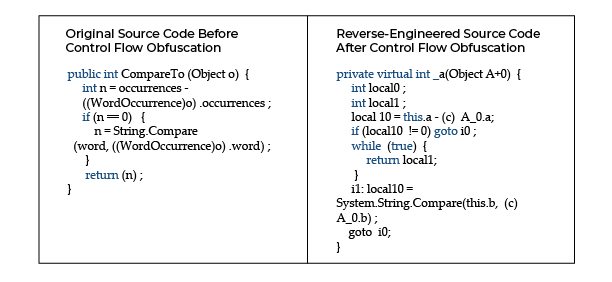 Original Source Code Before
Control Flow Obfuscation
public int CompareTo (Object o) {
int n = occurrences -
((WordOccurrence)o) .occurrences ;
if (n == 0) {
n = String.Compare
(word, ((WordOccurrence)o) .word) ;
}
return (n) ;
}
Reverse-Engineered Source Code
After Control Flow Obfuscation
private virtual int _a(Object A+0) {
int local0 ;
int local1 ;
local 10 = this.a - (c) A_0.a;
if (local10 != 0) goto i0 ;
while (true) {
return local1;
}
i1: local10 =
System.String.Compare(this.b, (c)
A_0.b) ;
goto i0;
}